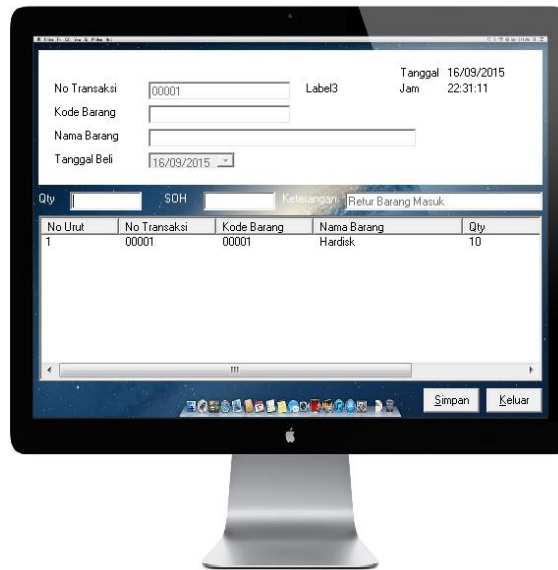 Tanggal 16/09/2015
No Transaksi 00001 Label3 Jam 22:31:11
Kode Barang
Nama Barang
Tanggal Beli 16/09/2015
Qty SOH Keterangan Retur Barang Masuk
No Urut No Transaksi Kode Barang Nama Barang Qty
1 00001 00001 Hardisk 10
Simpan Keluar